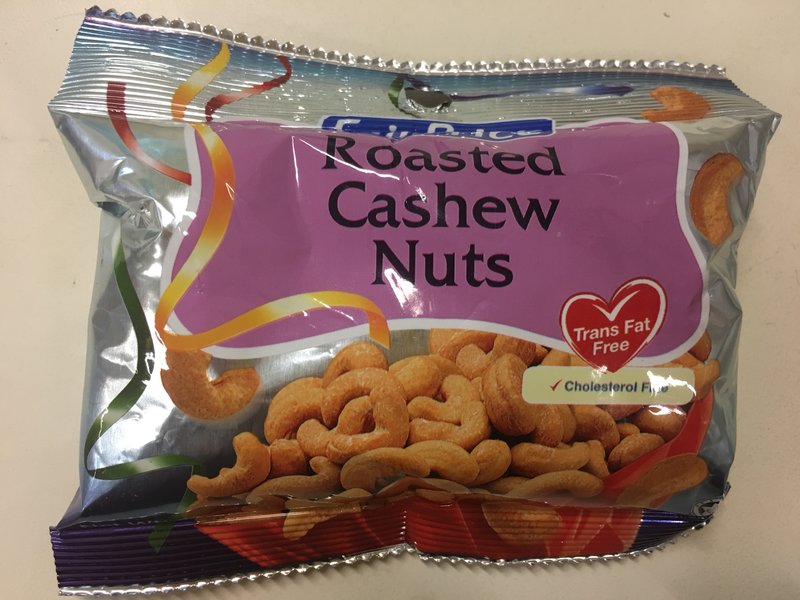 Roasted
Cashew
Nuts
Trans Fat
Free
Cholesterol Free